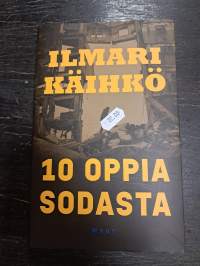 ILMARI
KÄIHKÖ
10 OPPIA
SODASTA